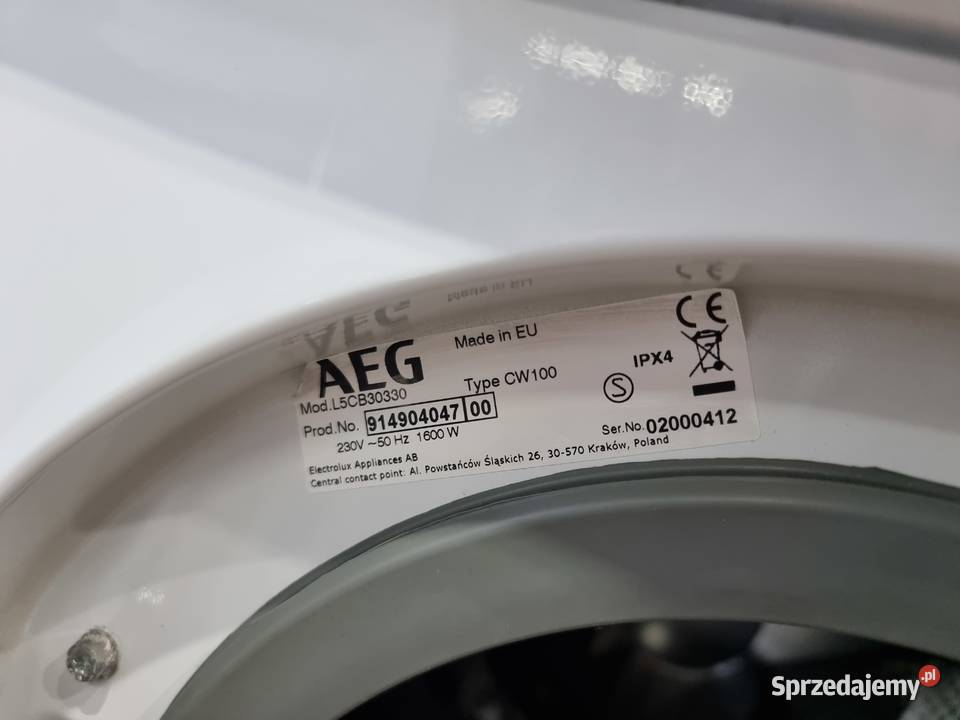 AEG
Made in EU
CE
Mod.L5CB30330
Type CW100
IPX4
S
Prod.No. 914904047 00
230V ~50 Hz 1600 W
Ser.No. 02000412
Electrolux Appliances AB
Central contact point: Al. Powstańców Śląskich 26, 30-570 Kraków, Poland
Sprzedajemy.pl